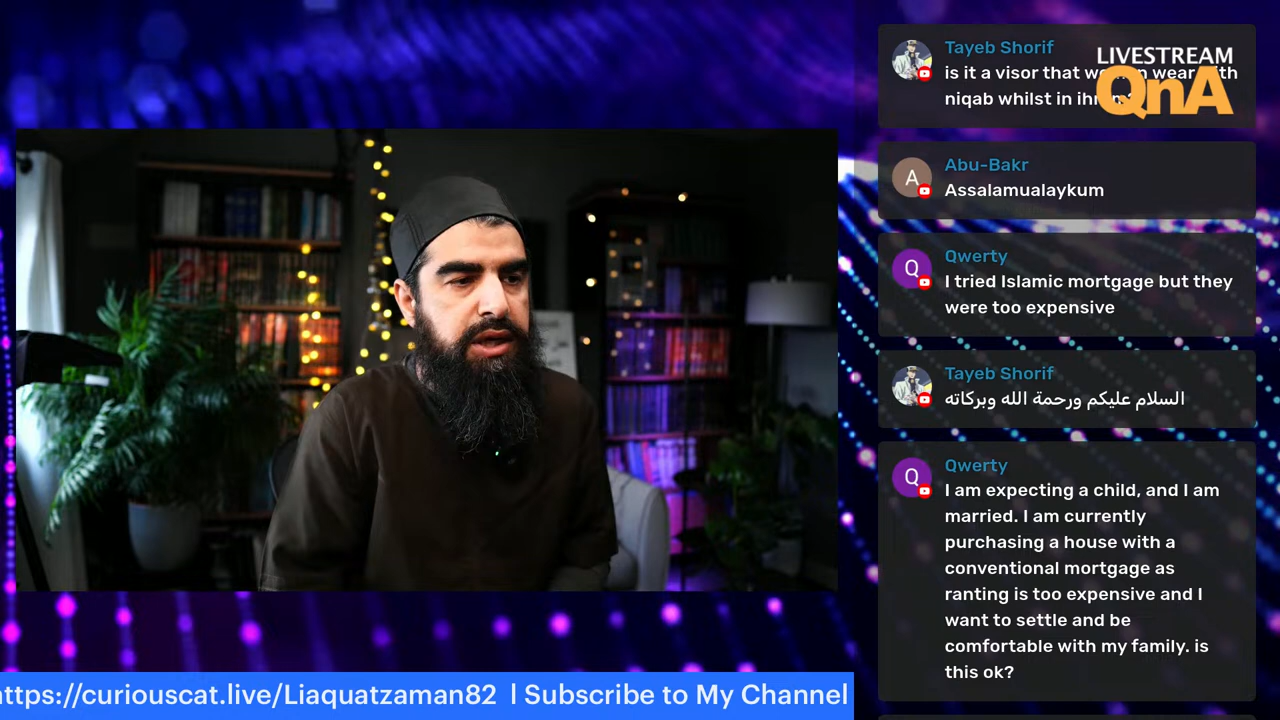 Tayeb Shorif
is it a visor that wear
niqab whilst in
LIVESTREAM
QnA
A
Abu-Bakr
Assalamualaykum
Q
Qwerty
I tried Islamic mortgage but they
were too expensive
Tayeb Shorif
السلام عليكم ورحمة الله وبركاته
Q
Qwerty
I am expecting a child, and I am
married. I am currently
purchasing a house with a
conventional mortgage as
ranting is too expensive and I
want to settle and be
comfortable with my family. is
this ok?
ttps://curiouscat.live/Liaquatzaman82 | Subscribe to My Channel